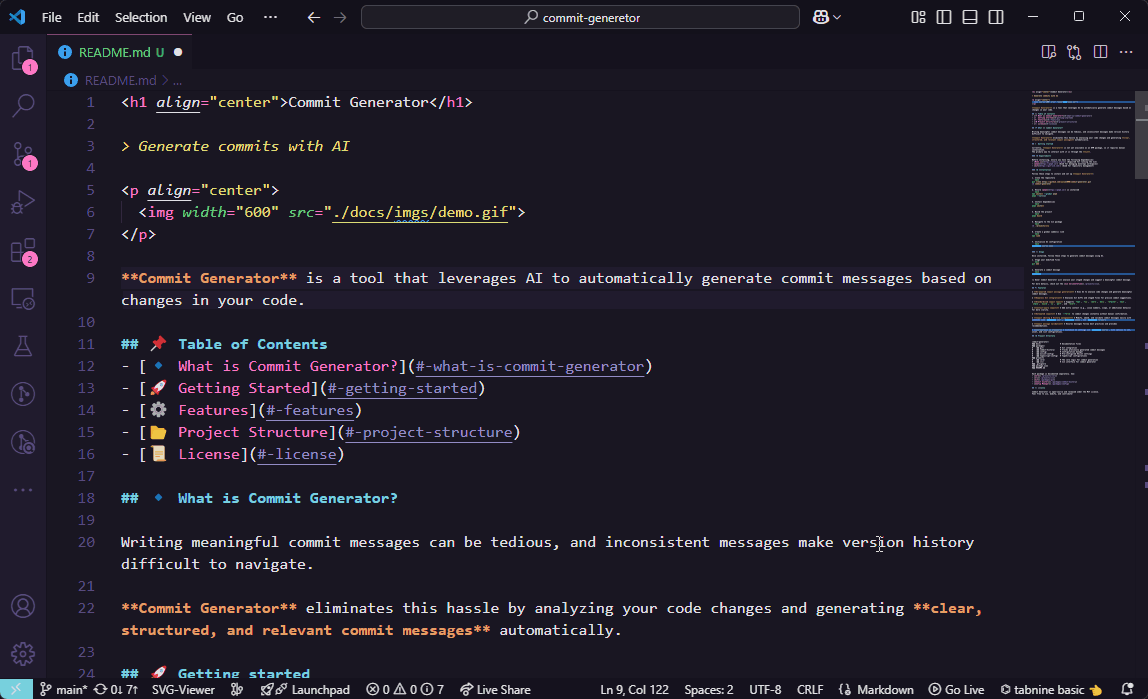 File Edit Selection View Go ··· commit-generetor
README.md U
README.md > ...
1 <h1 align="center">Commit Generator</h1>
2
3 > Generate commits with AI
4
5 <p align="center">
6 <img width="600" src="./docs/imgs/demo.gif">
7 </p>
8
9 **Commit Generator** is a tool that leverages AI to automatically generate commit messages based on
changes in your code.
10
11 ## 📌 Table of Contents
12 - [🔹 What is Commit Generator?](#-what-is-commit-generator)
13 - [🚀 Getting Started](#-getting-started)
14 - [⚙️ Features](#-features)
15 - [📂 Project Structure](#-project-structure)
16 - [📜 License](#-license)
17
18 ## 🔹 What is Commit Generator?
19
20 Writing meaningful commit messages can be tedious, and inconsistent messages make version history
difficult to navigate.
21
22 **Commit Generator** eliminates this hassle by analyzing your code changes and generating **clear,
structured, and relevant commit messages** automatically.
23
24 ## 🚀 Getting started
1
1
2
main* 0↓ 7↑ SVG-Viewer Launchpad 0 0 7 Live Share Ln 9, Col 122 Spaces: 2 UTF-8 CRLF {} Markdown Go Live tabnine basic 👈